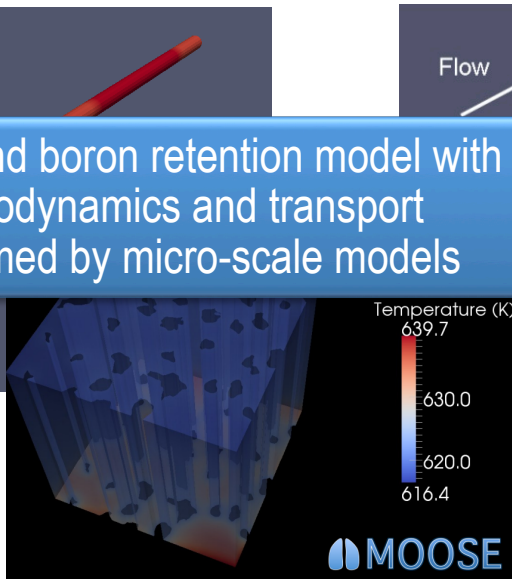 Flow
nd boron retention model with
odynamics and transport
ned by micro-scale models
Temperature (K)
639.7
630.0
620.0
616.4
MOOSE